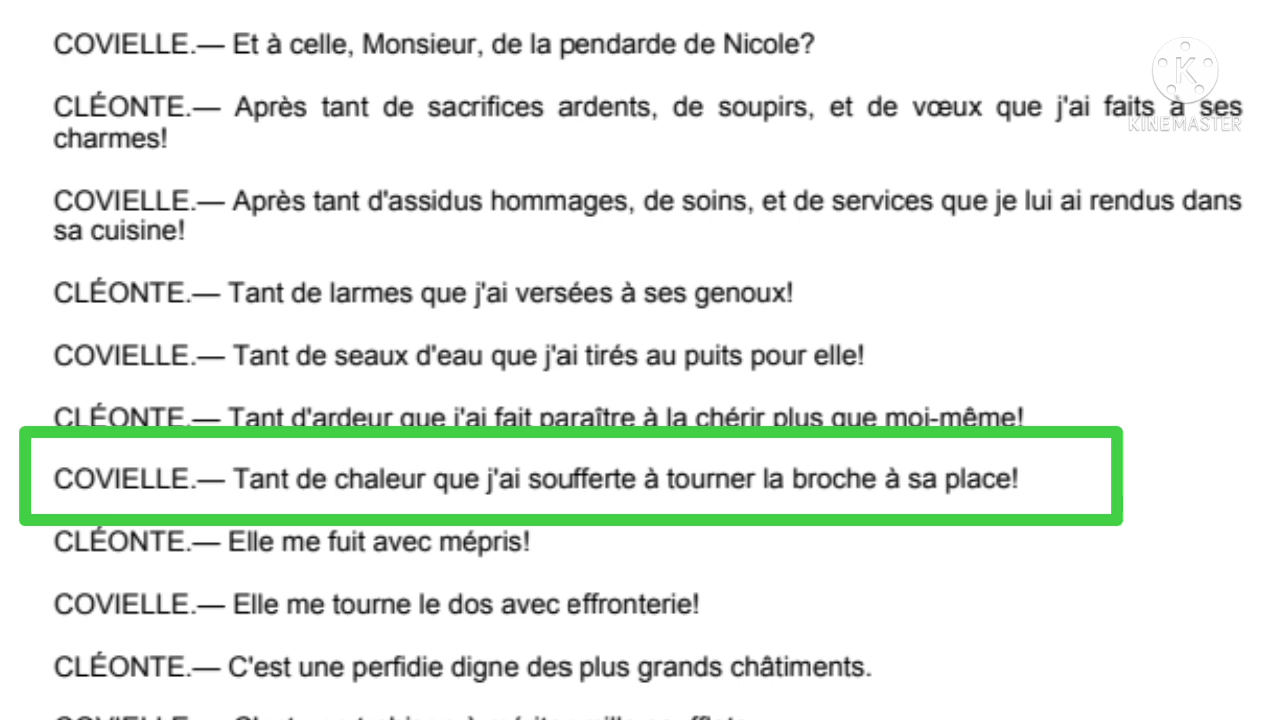 COVIELLE.— Et à celle, Monsieur, de la pendarde de Nicole?
CLÉONTE.— Après tant de sacrifices ardents, de soupirs, et de vœux que j'ai faits à ses
charmes!
COVIELLE.— Après tant d'assidus hommages, de soins, et de services que je lui ai rendus dans
sa cuisine!
CLÉONTE.— Tant de larmes que j'ai versées à ses genoux!
COVIELLE.— Tant de seaux d'eau que j'ai tirés au puits pour elle!
CLÉONTE.— Tant d'ardeur que j'ai fait paraître à la chérir plus que moi-même!
COVIELLE.— Tant de chaleur que j'ai soufferte à tourner la broche à sa place!
CLÉONTE.— Elle me fuit avec mépris!
COVIELLE.— Elle me tourne le dos avec effronterie!
CLÉONTE.— C'est une perfidie digne des plus grands châtiments.
COVIELLE.—
K
KINEMASTER